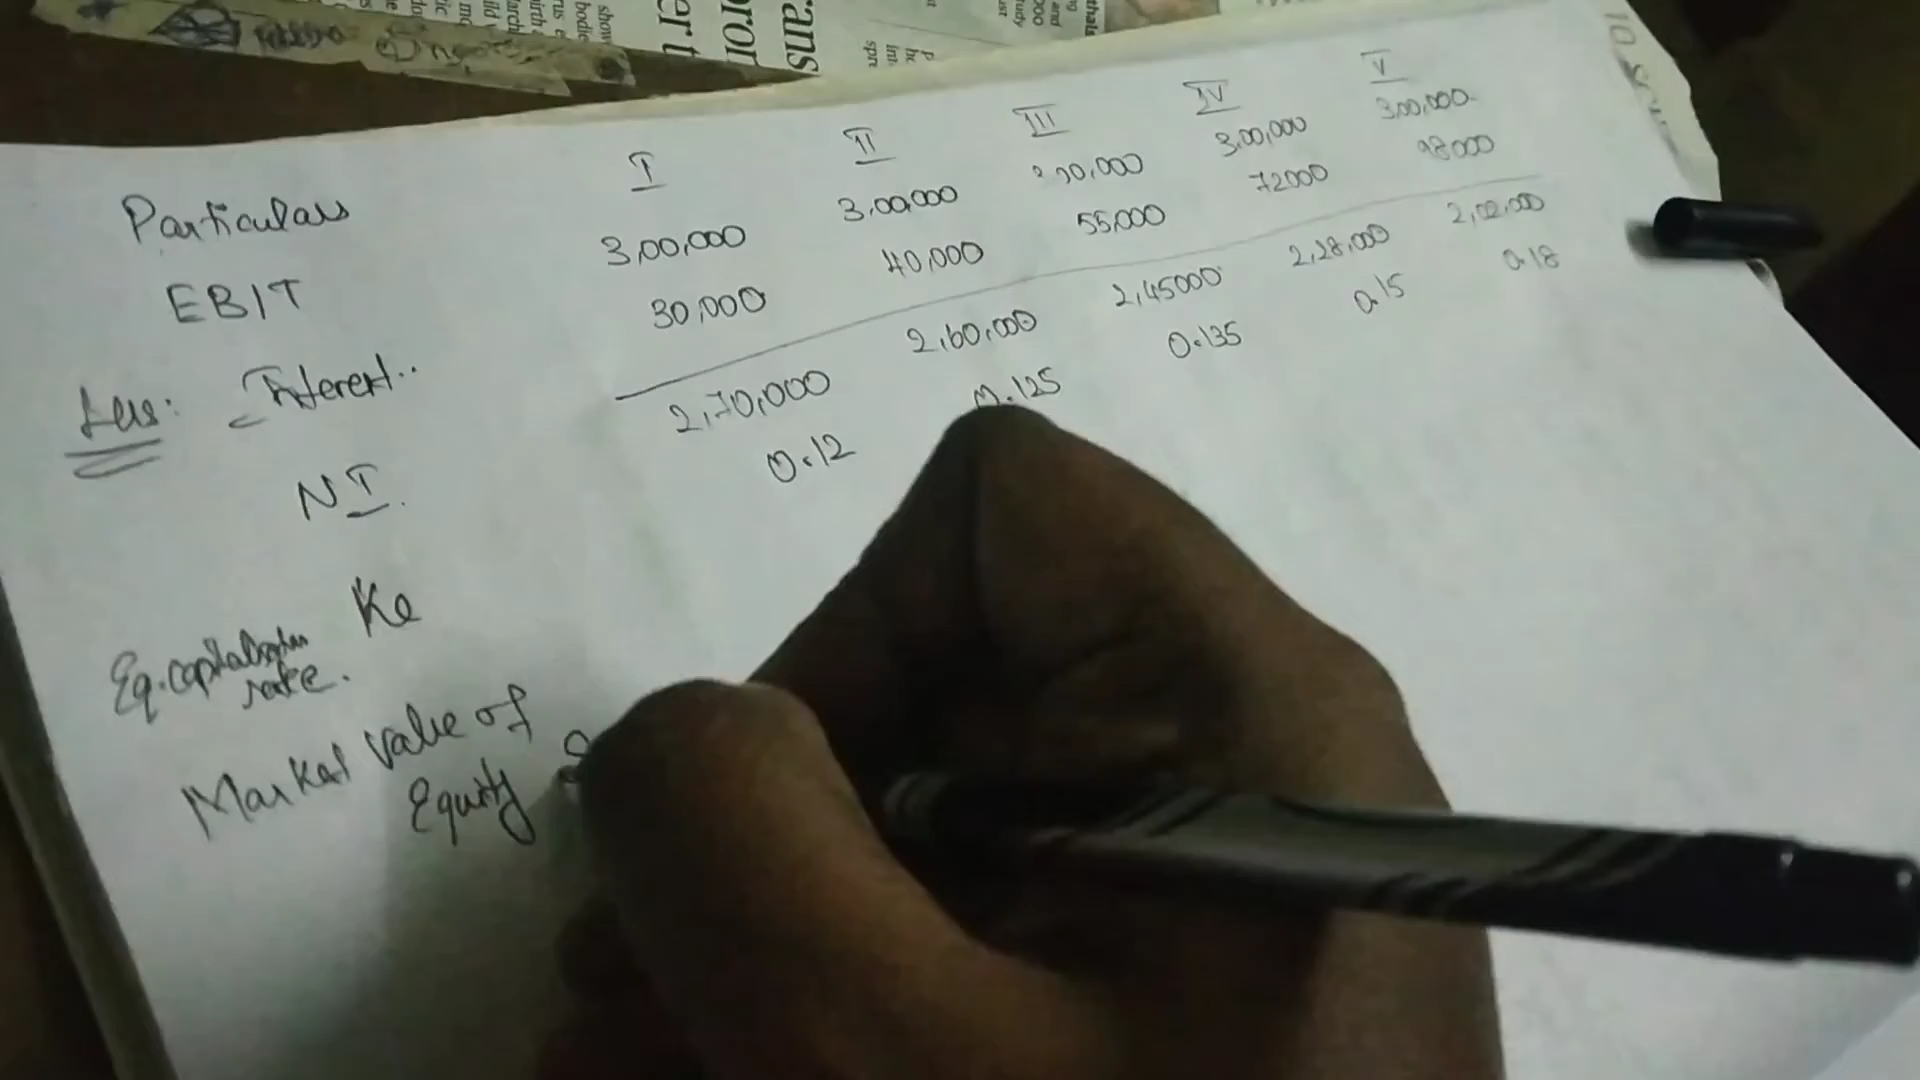 I II III IV V
Particulars
EBIT 3,00,000 3,00,000 00,000 3,00,000 3,00,000
Less: Interest.. 30,000 40,000 55,000 72000 98000
NI. 2,70,000 2,60,000 2,45000 2,28,000 2,02,000
Ke 0.12 0.125 0.135 0.15 0.18
Eq. capitalisation
rate.
Market value of
Equity
ert
pron
rans